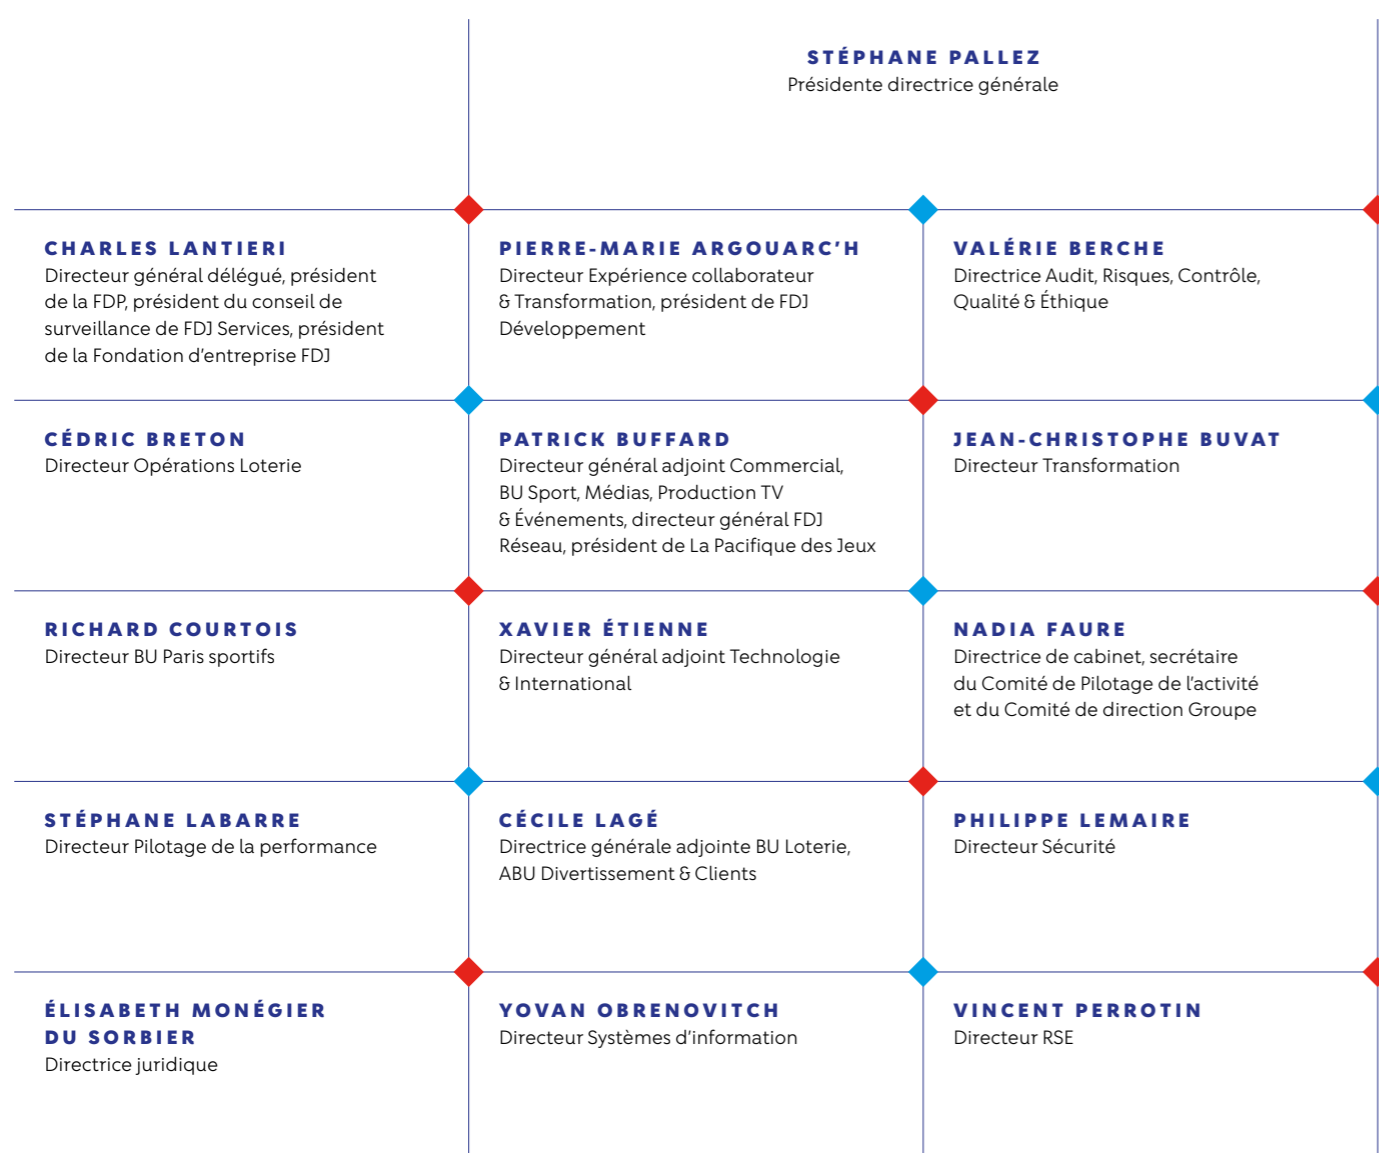 STÉPHANE PALLEZ
Présidente directrice générale
CHARLES LANTIERI
Directeur général délégué, président
de la FDP, président du conseil de
surveillance de FDJ Services, président
de la Fondation d’entreprise FDJ
PIERRE-MARIE ARGOUARC’H
Directeur Expérience collaborateur
& Transformation, président de FDJ
Développement
VALÉRIE BERCHE
Directrice Audit, Risques, Contrôle,
Qualité & Éthique
CÉDRIC BRETON
Directeur Opérations Loterie
PATRICK BUFFARD
Directeur général adjoint Commercial,
BU Sport, Médias, Production TV
& Événements, directeur général FDJ
Réseau, président de La Pacifique des Jeux
JEAN-CHRISTOPHE BUVAT
Directeur Transformation
RICHARD COURTOIS
Directeur BU Paris sportifs
XAVIER ÉTIENNE
Directeur général adjoint Technologie
& International
NADIA FAURE
Directrice de cabinet, secrétaire
du Comité de Pilotage de l’activité
et du Comité de direction Groupe
STÉPHANE LABARRE
Directeur Pilotage de la performance
CÉCILE LAGÉ
Directrice générale adjointe BU Loterie,
ABU Divertissement & Clients
PHILIPPE LEMAIRE
Directeur Sécurité
ÉLISABETH MONÉGIER
DU SORBIER
Directrice juridique
YOVAN OBRENOVITCH
Directeur Systèmes d’information
VINCENT PERROTIN
Directeur RSE